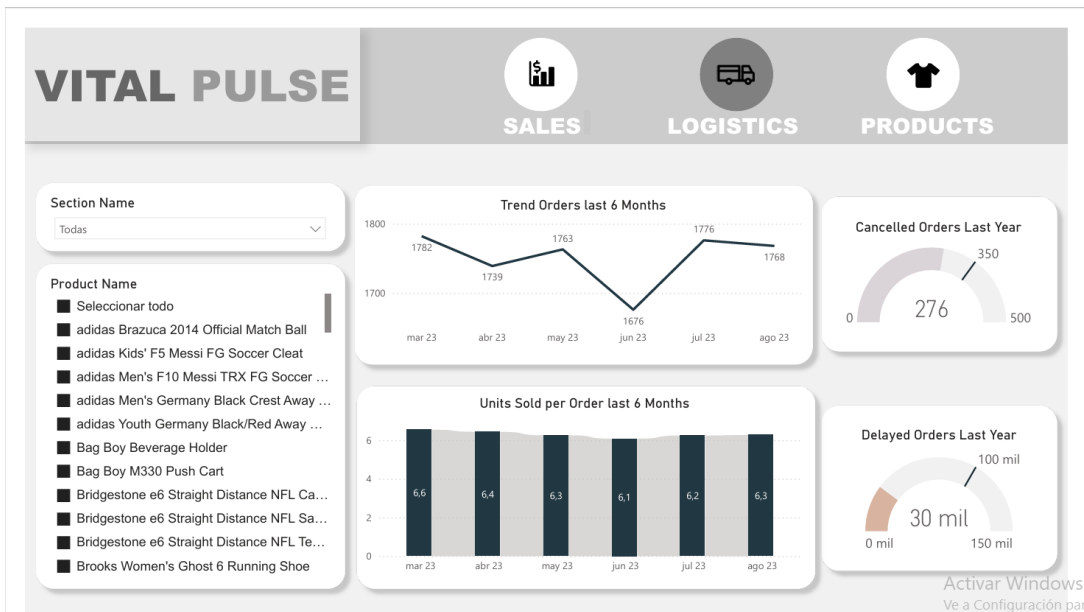 VITAL PULSE
SALES
LOGISTICS
PRODUCTS
Section Name
Todas
Product Name
Seleccionar todo
adidas Brazuca 2014 Official Match Ball
adidas Kids' F5 Messi FG Soccer Cleat
adidas Men's F10 Messi TRX FG Soccer ...
adidas Men's Germany Black Crest Away ...
adidas Youth Germany Black/Red Away ...
Bag Boy Beverage Holder
Bag Boy M330 Push Cart
Bridgestone e6 Straight Distance NFL Ca...
Bridgestone e6 Straight Distance NFL Sa...
Bridgestone e6 Straight Distance NFL Te...
Brooks Women's Ghost 6 Running Shoe
Trend Orders last 6 Months
1800
1700
1782
1739
1763
1676
1776
1768
mar 23
abr 23
may 23
jun 23
jul 23
ago 23
Units Sold per Order last 6 Months
6
4
2
0
6,6
6,4
6,3
6,1
6,2
6,3
mar 23
abr 23
may 23
jun 23
jul 23
ago 23
Cancelled Orders Last Year
350
276
0
500
Delayed Orders Last Year
100 mil
30 mil
0 mil
150 mil
Activar Windows
Ve a Configuración par